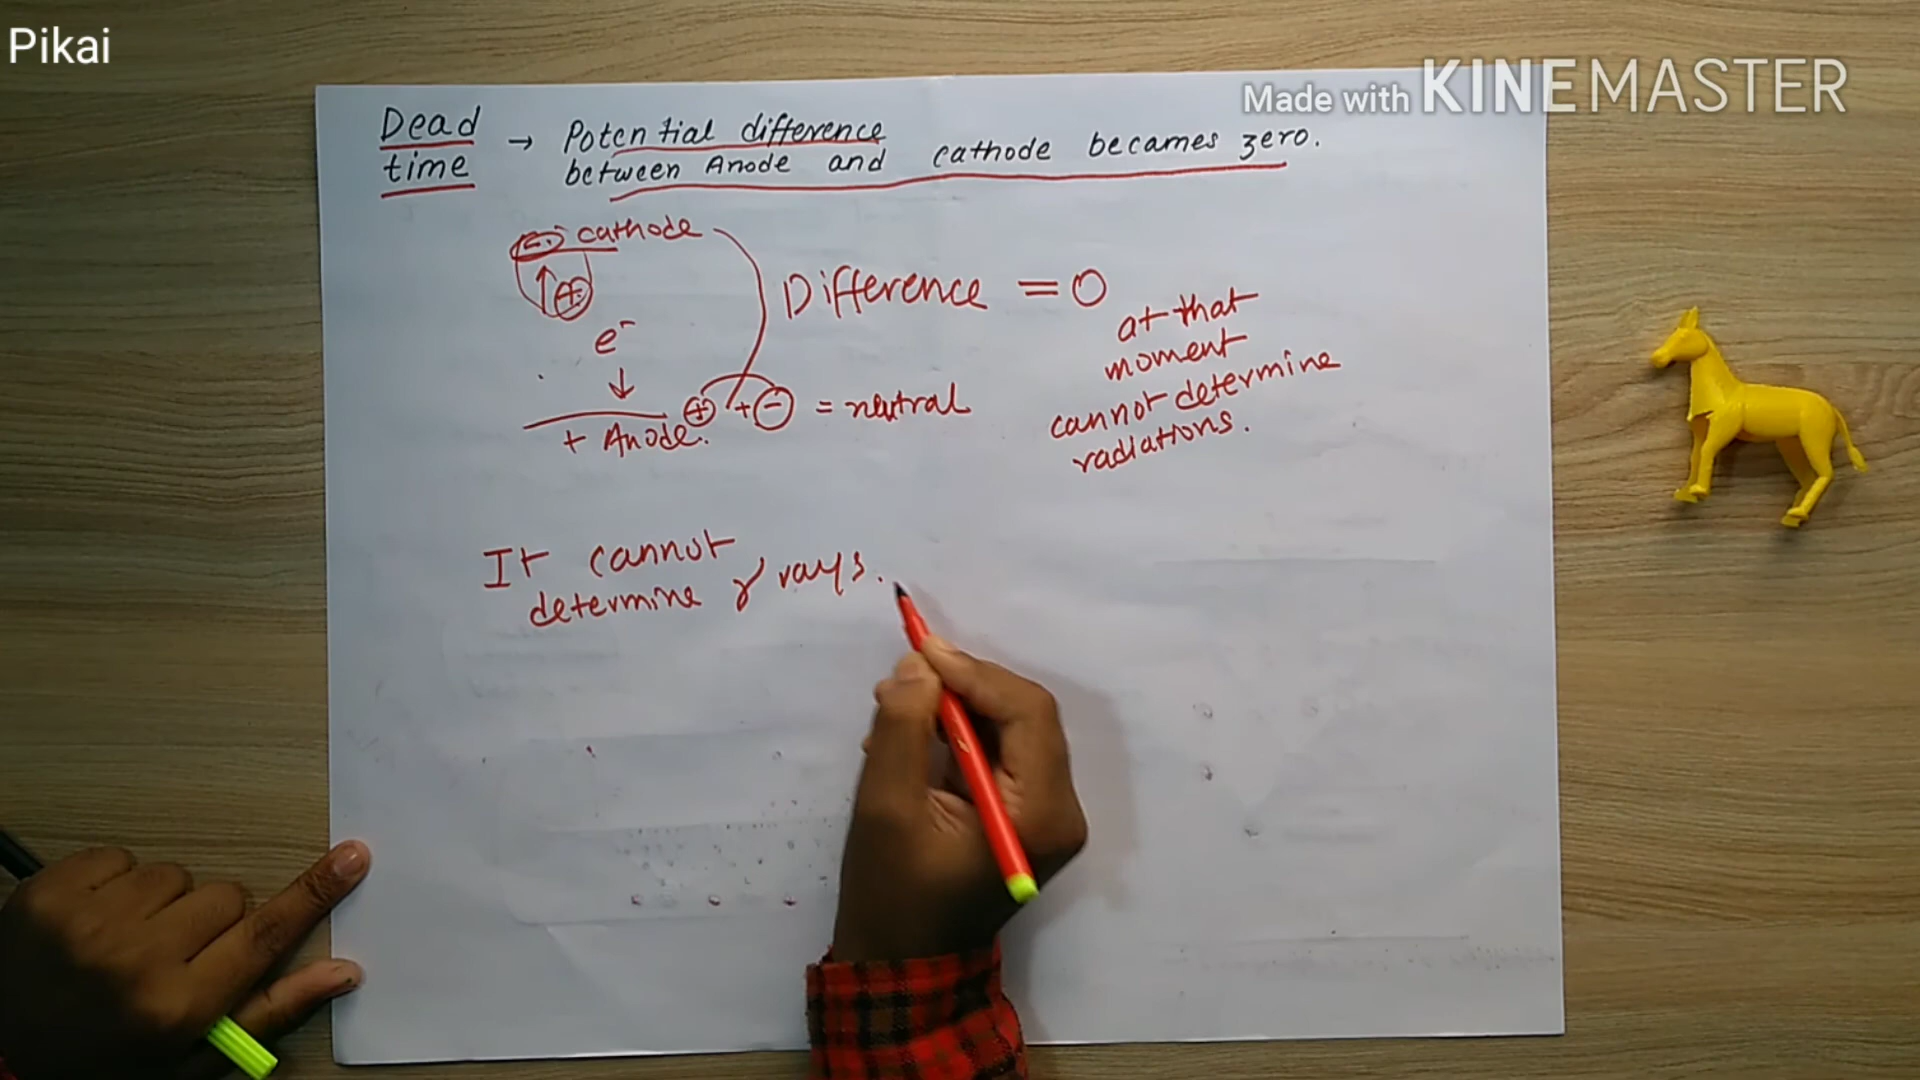 Pikai
Made with KINEMASTER
Dead
time
→ Potential difference
between Anode and cathode becames zero.
(-) cathode
↑ +
Difference = 0
e⁻
↓
at that
moment
cannot determine
radiations.
+ + - = neutral
+ Anode.
It cannot
determine γ rays.